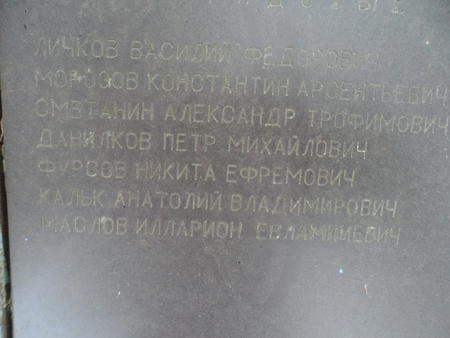 ЛИЧКОВ ВАСИЛИЙ ФЕДОРОВИЧ
МОРОЗОВ КОНСТАНТИН АРСЕНТЬЕВИЧ
СМЕТАНИН АЛЕКСАНДР ТРОФИМОВИЧ
ДАНИЛКОВ ПЕТР МИХАЙЛОВИЧ
ФУРСОВ НИКИТА ЕФРЕМОВИЧ
КАЛЬК АНАТОЛИЙ ВЛАДИМИРОВИЧ
МАСЛОВ ИЛЛАРИОН ЕВЛАМПИЕВИЧ